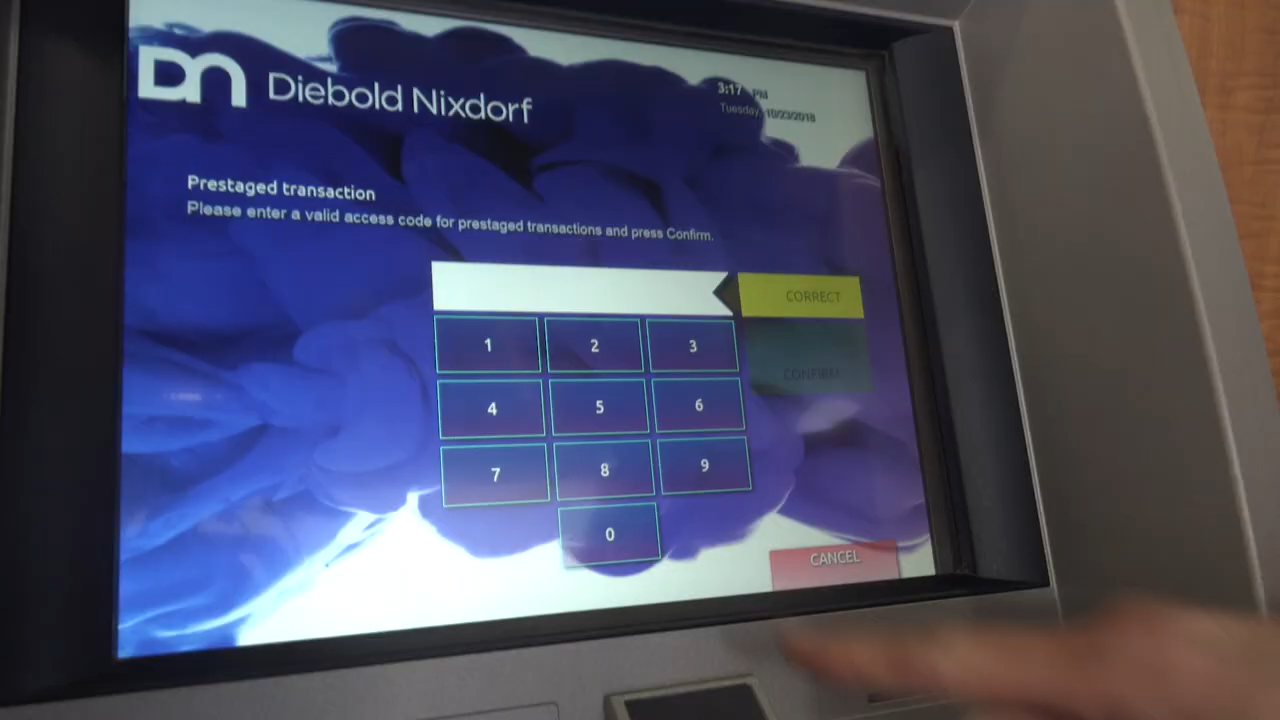 Diebold Nixdorf
3:17 PM
Tuesday, 10/23/2018
Prestaged transaction
Please enter a valid access code for prestaged transactions and press Confirm.
CORRECT
1 2 3
CONFIRM
4 5 6
7 8 9
0
CANCEL